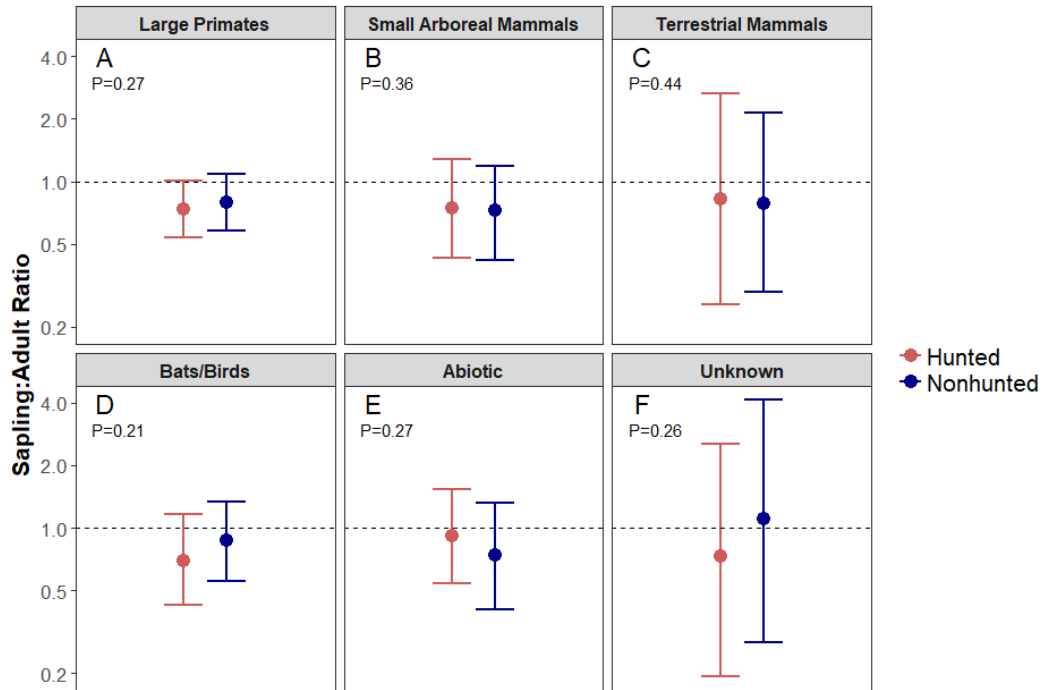 Large Primates
Small Arboreal Mammals
Terrestrial Mammals
A
P=0.27
B
P=0.36
C
P=0.44
4.0
2.0
1.0
0.5
0.2
Sapling:Adult Ratio
Bats/Birds
Abiotic
Unknown
D
P=0.21
E
P=0.27
F
P=0.26
4.0
2.0
1.0
0.5
0.2
Hunted
Nonhunted